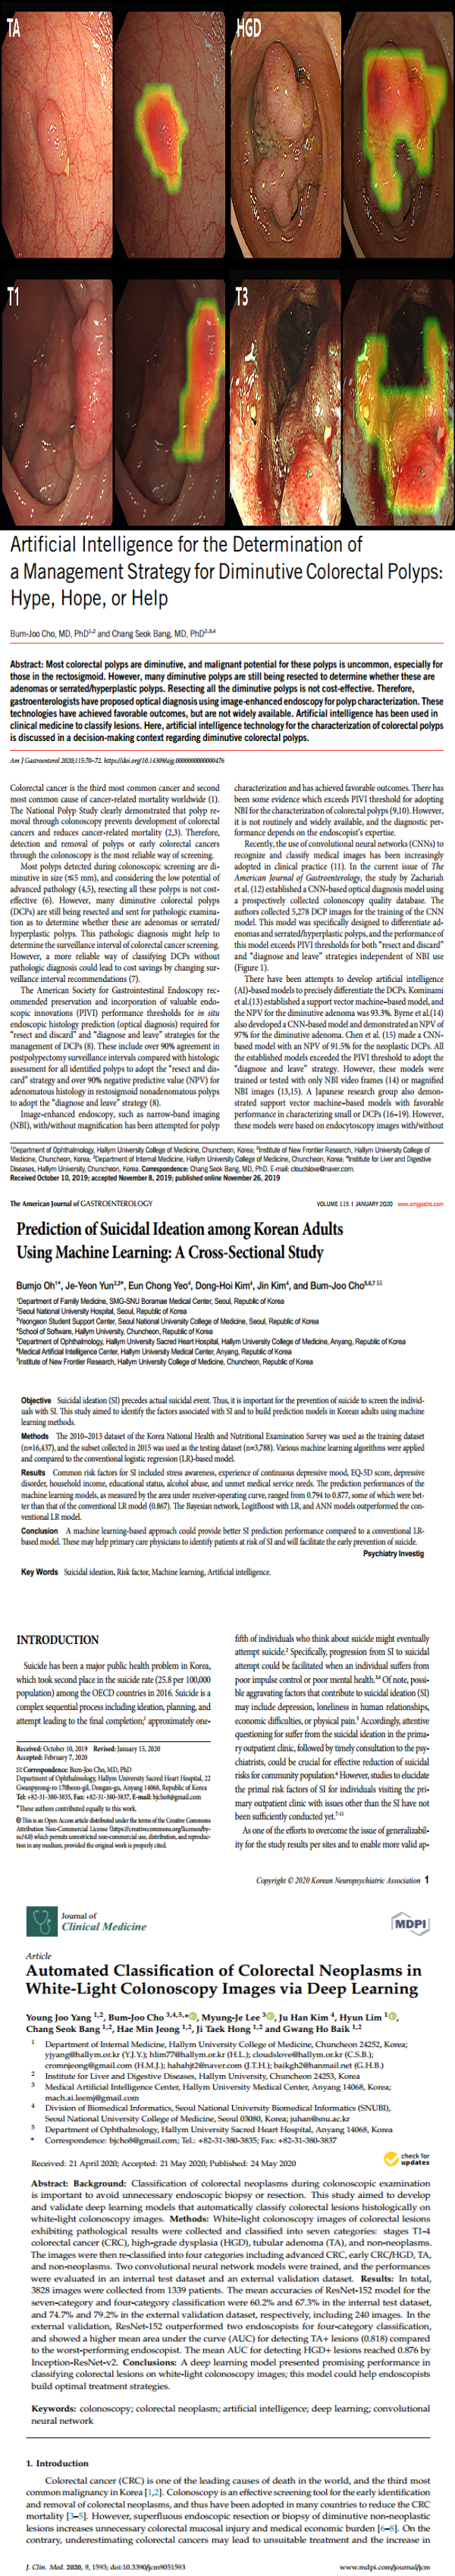 TA
HGD
T1
T3
Artificial Intelligence for the Determination of
a Management Strategy for Diminutive Colorectal Polyps:
Hype, Hope, or Help
Bum-Joo Cho, MD, PhD1,2 and Chang Seok Bang, MD, PhD2,3,4
Abstract: Most colorectal polyps are diminutive, and malignant potential for these polyps is uncommon, especially for
those in the rectosigmoid. However, many diminutive polyps are still being resected to determine whether these are
adenomas or serrated/hyperplastic polyps. Resecting all the diminutive polyps is not cost-effective. Therefore,
gastroenterologists have proposed optical diagnosis using image-enhanced endoscopy for polyp characterization. These
technologies have achieved favorable outcomes, but are not widely available. Artificial intelligence has been used in
clinical medicine to classify lesions. Here, artificial intelligence technology for the characterization of colorectal polyps
is discussed in a decision-making context regarding diminutive colorectal polyps.
Am J Gastroenterol 2020;115:70–72. https://doi.org/10.14309/ajg.0000000000000476
Colorectal cancer is the third most common cancer and second
most common cause of cancer-related mortality worldwide (1).
The National Polyp Study clearly demonstrated that polyp re-
moval through colonoscopy prevents development of colorectal
cancers and reduces cancer-related mortality (2,3). Therefore,
detection and removal of polyps or early colorectal cancers
through the colonoscopy is the most reliable way of screening.
Most polyps detected during colonoscopic screening are di-
minutive in size (≤5 mm), and considering the low potential of
advanced pathology (4,5), resecting all these polyps is not cost-
effective (6). However, many diminutive colorectal polyps
(DCPs) are still being resected and sent for pathologic examina-
tion as to determine whether these are adenomas or serrated/
hyperplastic polyps. This pathologic diagnosis might help to
determine the surveillance interval of colorectal cancer screening.
However, a more reliable way of classifying DCPs without
pathologic diagnosis could lead to cost savings by changing sur-
veillance interval recommendations (7).
The American Society for Gastrointestinal Endoscopy rec-
ommended preservation and incorporation of valuable endo-
scopic innovations (PIVI) performance thresholds for in situ
endoscopic histology prediction (optical diagnosis) required for
"resect and discard" and "diagnose and leave" strategies for the
management of DCPs (8). These include over 90% agreement in
postpolypectomy surveillance intervals compared with histologic
assessment for all identified polyps to adopt the "resect and dis-
card" strategy and over 90% negative predictive value (NPV) for
adenomatous histology in restosigmoid nonadenomatous polyps
to adopt the "diagnose and leave" strategy (8).
Image-enhanced endoscopy, such as narrow-band imaging
(NBI), with/without magnification has been attempted for polyp
characterization and has achieved favorable outcomes. There has
been some evidence which exceeds PIVI threshold for adopting
NBI for the characterization of colorectal polyps (9,10). However,
it is not routinely and widely available, and the diagnostic per-
formance depends on the endoscopist's expertise.
Recently, the use of convolutional neural networks (CNNs) to
recognize and classify medical images has been increasingly
adopted in clinical practice (11). In the current issue of The
American Journal of Gastroenterology, the study by Zachariah
et al. (12) established a CNN-based optical diagnosis model using
a prospectively collected colonoscopy quality database. The
authors collected 5,278 DCP images for the training of the CNN
model. This model was specifically designed to differentiate ad-
enomas and serrated/hyperplastic polyps, and the performance of
this model exceeds PIVI thresholds for both "resect and discard"
and "diagnose and leave" strategies independent of NBI use
(Figure 1).
There have been attempts to develop artificial intelligence
(AI)-based models to precisely differentiate the DCPs. Kominami
et al.(13) established a support vector machine–based model, and
the NPV for the diminutive adenoma was 93.3%. Byrne et al.(14)
also developed a CNN-based model and demonstrated an NPV of
97% for the diminutive adenoma. Chen et al. (15) made a CNN-
based model with an NPV of 91.5% for the neoplastic DCPs. All
the established models exceeded the PIVI threshold to adopt the
"diagnose and leave" strategy. However, these models were
trained or tested with only NBI video frames (14) or magnified
NBI images (13,15). A Japanese research group also demon-
strated support vector machine–based models with favorable
performance in characterizing small or DCPs (16–19). However,
these models were based on endocytoscopy images with/without
1Department of Ophthalmology, Hallym University College of Medicine, Chuncheon, Korea; 2Institute of New Frontier Research, Hallym University College of
Medicine, Chuncheon, Korea; 3Department of Internal Medicine, Hallym University College of Medicine, Chuncheon, Korea; 4Institute for Liver and Digestive
Diseases, Hallym University, Chuncheon, Korea. Correspondence: Chang Seok Bang, MD, PhD. E-mail: cloudslove@naver.com.
Received October 10, 2019; accepted November 8, 2019; published online November 26, 2019
The American Journal of GASTROENTEROLOGY VOLUME 115 | JANUARY 2020 www.amjgastro.com
Prediction of Suicidal Ideation among Korean Adults
Using Machine Learning: A Cross-Sectional Study
Bumjo Oh1*, Je-Yeon Yun2,3*, Eun Chong Yeo4, Dong-Hoi Kim4, Jin Kim4, and Bum-Joo Cho5,6,7 ✉
1Department of Family Medicine, SMG-SNU Boramae Medical Center, Seoul, Republic of Korea
2Seoul National University Hospital, Seoul, Republic of Korea
3Yeongeon Student Support Center, Seoul National University College of Medicine, Seoul, Republic of Korea
4School of Software, Hallym University, Chuncheon, Republic of Korea
5Department of Ophthalmology, Hallym University Sacred Heart Hospital, Hallym University College of Medicine, Anyang, Republic of Korea
6Medical Artificial Intelligence Center, Hallym University Medical Center, Anyang, Republic of Korea
7Institute of New Frontier Research, Hallym University College of Medicine, Chuncheon, Republic of Korea
Objective Suicidal ideation (SI) precedes actual suicidal event. Thus, it is important for the prevention of suicide to screen the individ-
uals with SI. This study aimed to identify the factors associated with SI and to build prediction models in Korean adults using machine
learning methods.
Methods The 2010–2013 dataset of the Korea National Health and Nutritional Examination Survey was used as the training dataset
(n=16,437), and the subset collected in 2015 was used as the testing dataset (n=3,788). Various machine learning algorithms were applied
and compared to the conventional logistic regression (LR)-based model.
Results Common risk factors for SI included stress awareness, experience of continuous depressive mood, EQ-5D score, depressive
disorder, household income, educational status, alcohol abuse, and unmet medical service needs. The prediction performances of the
machine learning models, as measured by the area under receiver-operating curve, ranged from 0.794 to 0.877, some of which were bet-
ter than that of the conventional LR model (0.867). The Bayesian network, LogitBoost with LR, and ANN models outperformed the con-
ventional LR model.
Conclusion A machine learning-based approach could provide better SI prediction performance compared to a conventional LR-
based model. These may help primary care physicians to identify patients at risk of SI and will facilitate the early prevention of suicide.
Psychiatry Investig
Key Words Suicidal ideation, Risk factor, Machine learning, Artificial intelligence.
INTRODUCTION
Suicide has been a major public health problem in Korea,
which took second place in the suicide rate (25.8 per 100,000
population) among the OECD countries in 2016. Suicide is a
complex sequential process including ideation, planning, and
attempt leading to the final completion;1 approximately one-
Received: October 10, 2019 Revised: January 15, 2020
Accepted: February 7, 2020
✉ Correspondence: Bum-Joo Cho, MD, PhD
Department of Ophthalmology, Hallym University Sacred Heart Hospital, 22
Gwanpyeong-ro 170beon-gil, Dongan-gu, Anyang 14068, Republic of Korea
Tel: +82-31-380-3835, Fax: +82-31-380-3837, E-mail: bjcho8@gmail.com
*These authors contributed equally to this work.
This is an Open Access article distributed under the terms of the Creative Commons
Attribution Non-Commercial License (https://creativecommons.org/licenses/by-
nc/4.0) which permits unrestricted non-commercial use, distribution, and reproduc-
tion in any medium, provided the original work is properly cited.
fifth of individuals who think about suicide might eventually
attempt suicide.2 Specifically, progression from SI to suicidal
attempt could be facilitated when an individual suffers from
poor impulse control or poor mental health.3,4 Of note, possi-
ble aggravating factors that contribute to suicidal ideation (SI)
may include depression, loneliness in human relationships,
economic difficulties, or physical pain.5 Accordingly, attentive
questioning for suffer from the suicidal ideation in the prima-
ry outpatient clinic, followed by timely consultation to the psy-
chiatrists, could be crucial for effective reduction of suicidal
risks for community population.6 However, studies to elucidate
the primal risk factors of SI for individuals visiting the pri-
mary outpatient clinic with issues other than the SI have not
been sufficiently conducted yet.7-11
As one of the efforts to overcome the issue of generalizabil-
ity for the study results per sites and to enable more valid ap-
Copyright © 2020 Korean Neuropsychiatric Association 1
Journal of
Clinical Medicine
MDPI
Article
Automated Classification of Colorectal Neoplasms in
White-Light Colonoscopy Images via Deep Learning
Young Joo Yang 1,2, Bum-Joo Cho 3,4,5,*, Myung-Je Lee 3, Ju Han Kim 4, Hyun Lim 1,
Chang Seok Bang 1,2, Hae Min Jeong 1,2, Ji Taek Hong 1,2 and Gwang Ho Baik 1,2
1 Department of Internal Medicine, Hallym University College of Medicine, Chuncheon 24252, Korea;
yjyang@hallym.or.kr (Y.J.Y.); hlim77@hallym.or.kr (H.L.); cloudslove@hallym.or.kr (C.S.B.);
cromnjeong@gmail.com (H.M.J.); hahahjt2@naver.com (J.T.H.); baikgh2@hanmail.net (G.H.B.)
2 Institute for Liver and Digestive Diseases, Hallym University, Chuncheon 24253, Korea
3 Medical Artificial Intelligence Center, Hallym University Medical Center, Anyang 14068, Korea;
mach.ai.leemj@gmail.com
4 Division of Biomedical Informatics, Seoul National University Biomedical Informatics (SNUBI),
Seoul National University College of Medicine, Seoul 03080, Korea; juhan@snu.ac.kr
5 Department of Ophthalmology, Hallym University Sacred Heart Hospital, Anyang 14068, Korea
* Correspondence: bjcho8@gmail.com; Tel.: +82-31-380-3835; Fax: +82-31-380-3837
Received: 21 April 2020; Accepted: 21 May 2020; Published: 24 May 2020
check for
updates
Abstract: Background: Classification of colorectal neoplasms during colonoscopic examination
is important to avoid unnecessary endoscopic biopsy or resection. This study aimed to develop
and validate deep learning models that automatically classify colorectal lesions histologically on
white-light colonoscopy images. Methods: White-light colonoscopy images of colorectal lesions
exhibiting pathological results were collected and classified into seven categories: stages T1-4
colorectal cancer (CRC), high-grade dysplasia (HGD), tubular adenoma (TA), and non-neoplasms.
The images were then re-classified into four categories including advanced CRC, early CRC/HGD, TA,
and non-neoplasms. Two convolutional neural network models were trained, and the performances
were evaluated in an internal test dataset and an external validation dataset. Results: In total,
3828 images were collected from 1339 patients. The mean accuracies of ResNet-152 model for the
seven-category and four-category classification were 60.2% and 67.3% in the internal test dataset,
and 74.7% and 79.2% in the external validation dataset, respectively, including 240 images. In the
external validation, ResNet-152 outperformed two endoscopists for four-category classification,
and showed a higher mean area under the curve (AUC) for detecting TA+ lesions (0.818) compared
to the worst-performing endoscopist. The mean AUC for detecting HGD+ lesions reached 0.876 by
Inception-ResNet-v2. Conclusions: A deep learning model presented promising performance in
classifying colorectal lesions on white-light colonoscopy images; this model could help endoscopists
build optimal treatment strategies.
Keywords: colonoscopy; colorectal neoplasm; artificial intelligence; deep learning; convolutional
neural network
1. Introduction
Colorectal cancer (CRC) is one of the leading causes of death in the world, and the third most
common malignancy in Korea [1,2]. Colonoscopy is an effective screening tool for the early identification
and removal of colorectal neoplasms, and thus have been adopted in many countries to reduce the CRC
mortality [3–5]. However, superfluous endoscopic resection or biopsy of diminutive non-neoplastic
lesions increases unnecessary colorectal mucosal injury and medical economic burden [6–8]. On the
contrary, underestimating colorectal cancers may lead to unsuitable treatment and the increase in
J. Clin. Med. 2020, 9, 1593; doi:10.3390/jcm9051593 www.mdpi.com/journal/jcm